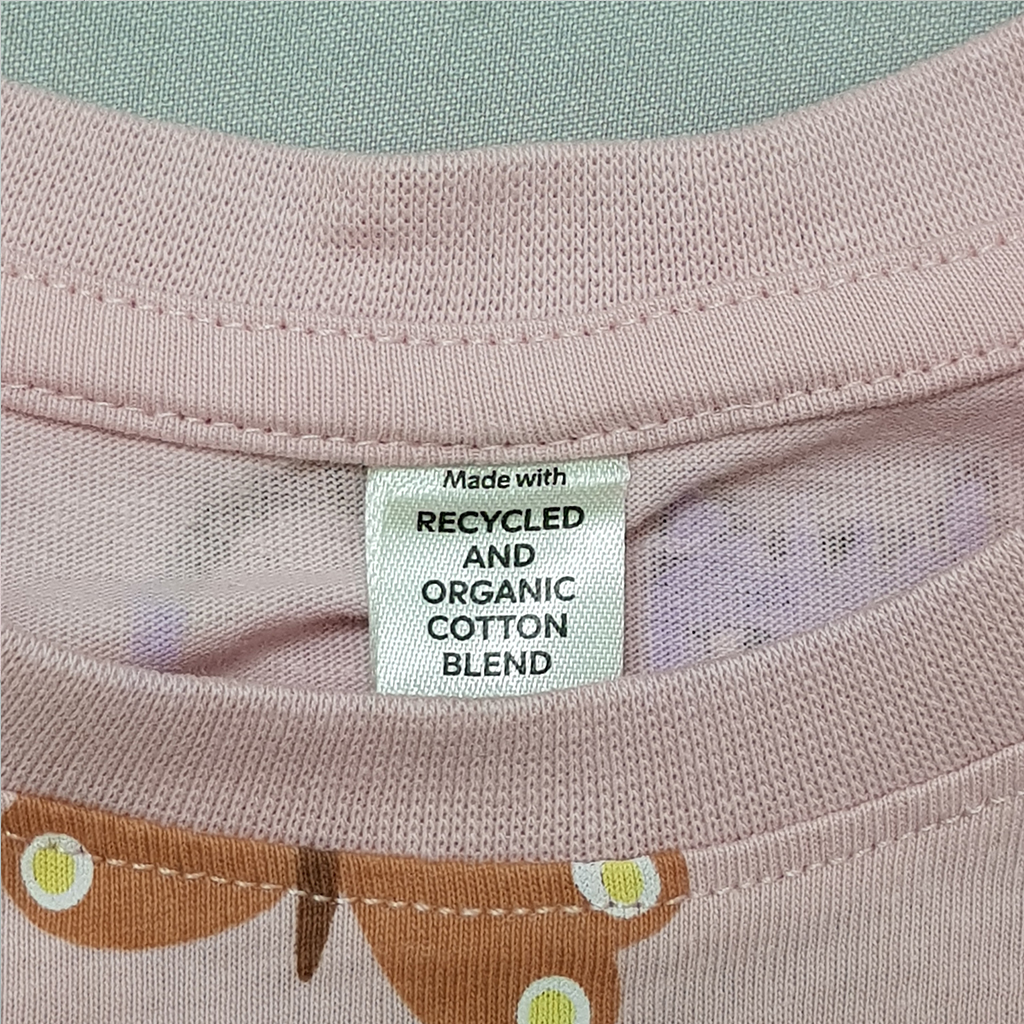 Made with
RECYCLED
AND
ORGANIC
COTTON
BLEND